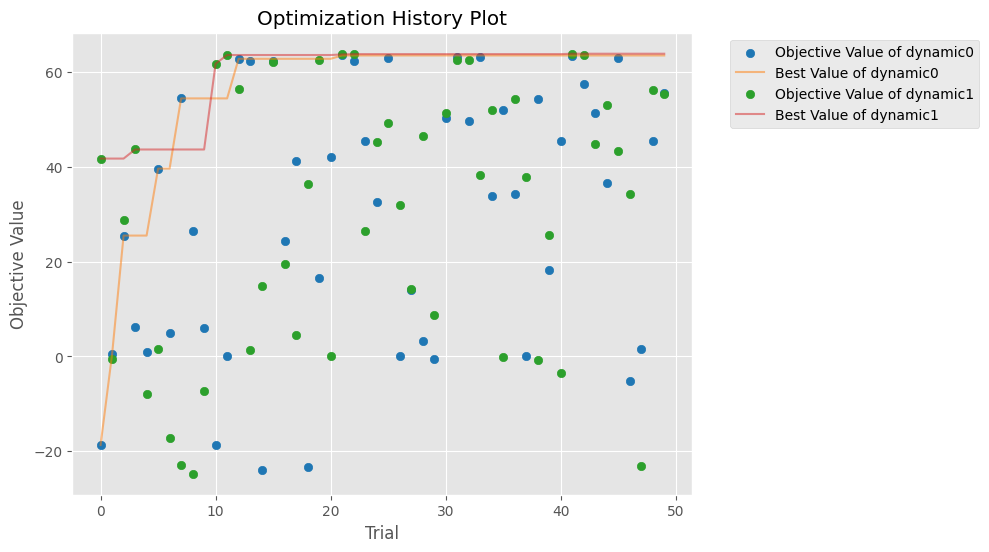 Optimization History Plot
Objective Value of dynamic0
Best Value of dynamic0
Objective Value of dynamic1
Best Value of dynamic1
Objective Value
60
40
20
0
−20
0 10 20 30 40 50
Trial